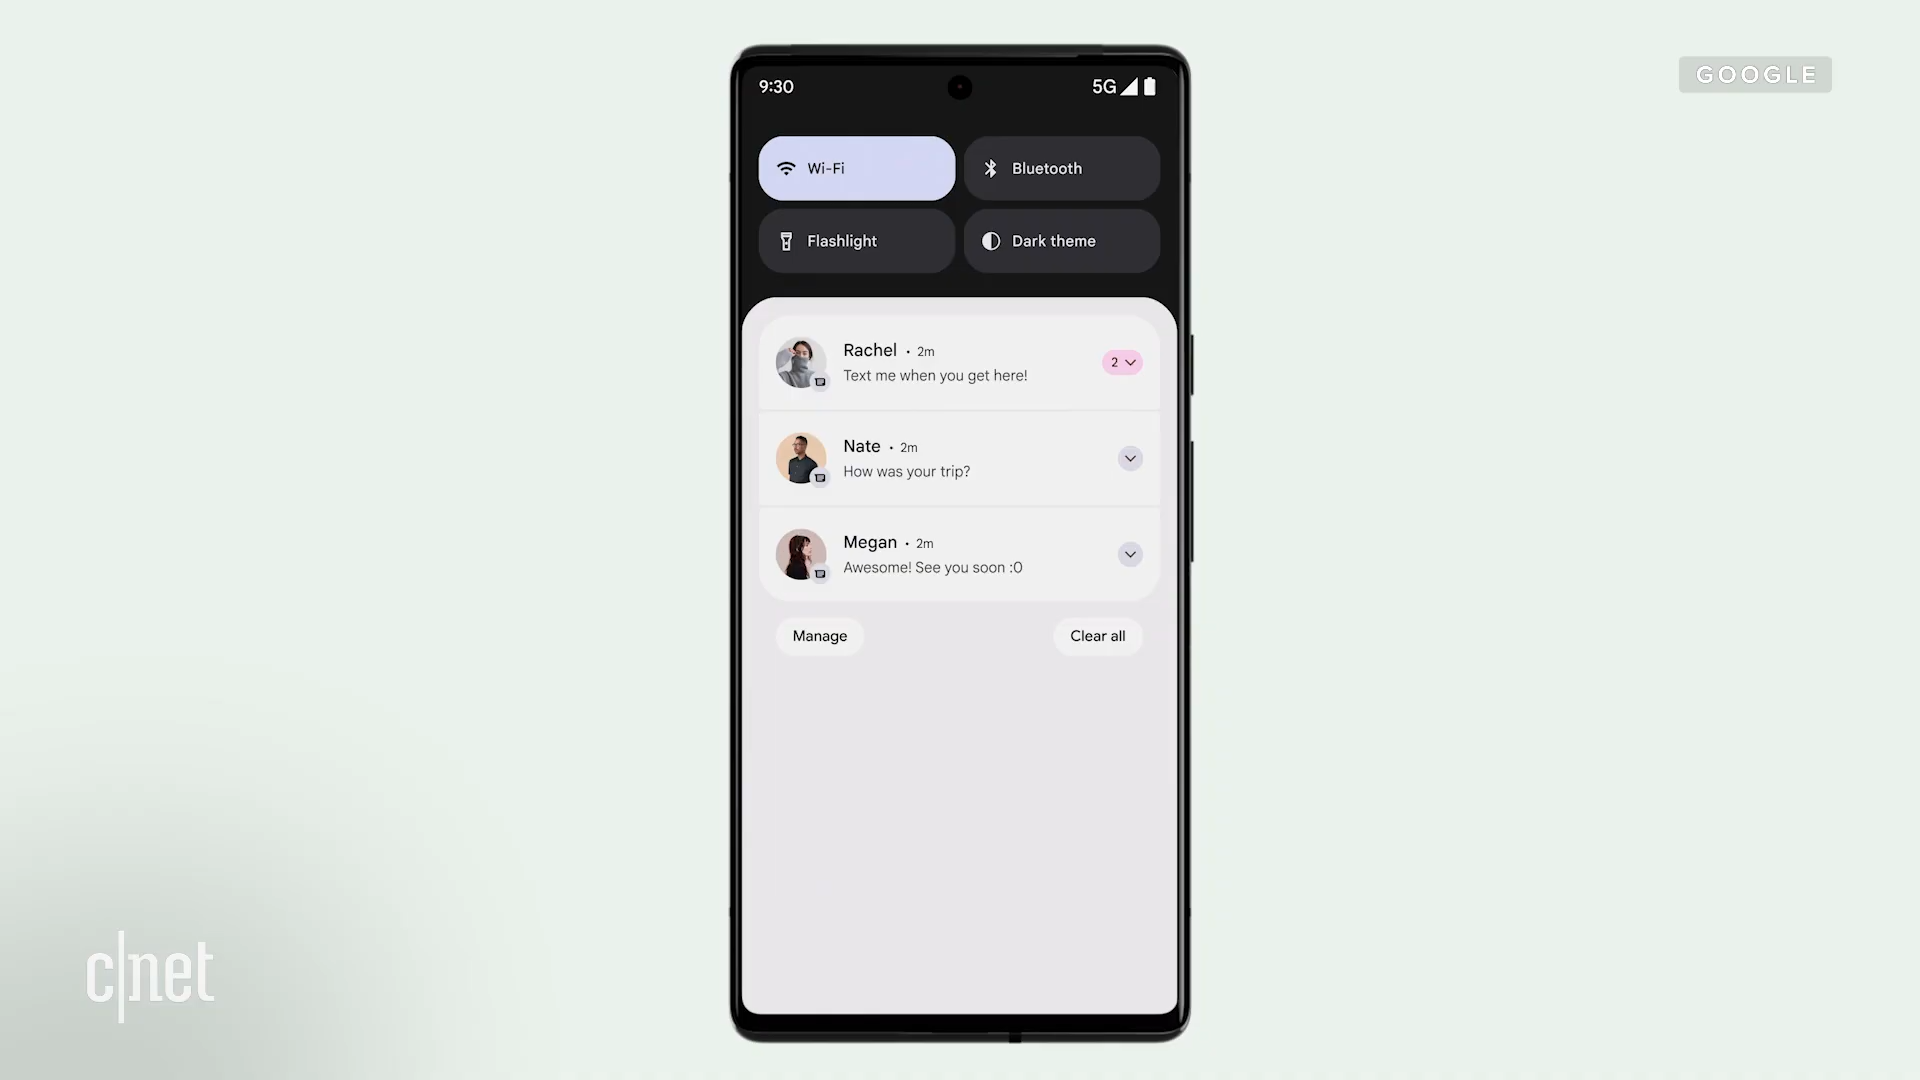 GOOGLE
9:30
5G
Wi-Fi
Bluetooth
Flashlight
Dark theme
Rachel • 2m
Text me when you get here!
2
Nate • 2m
How was your trip?
Megan • 2m
Awesome! See you soon :O
Manage
Clear all
c|net